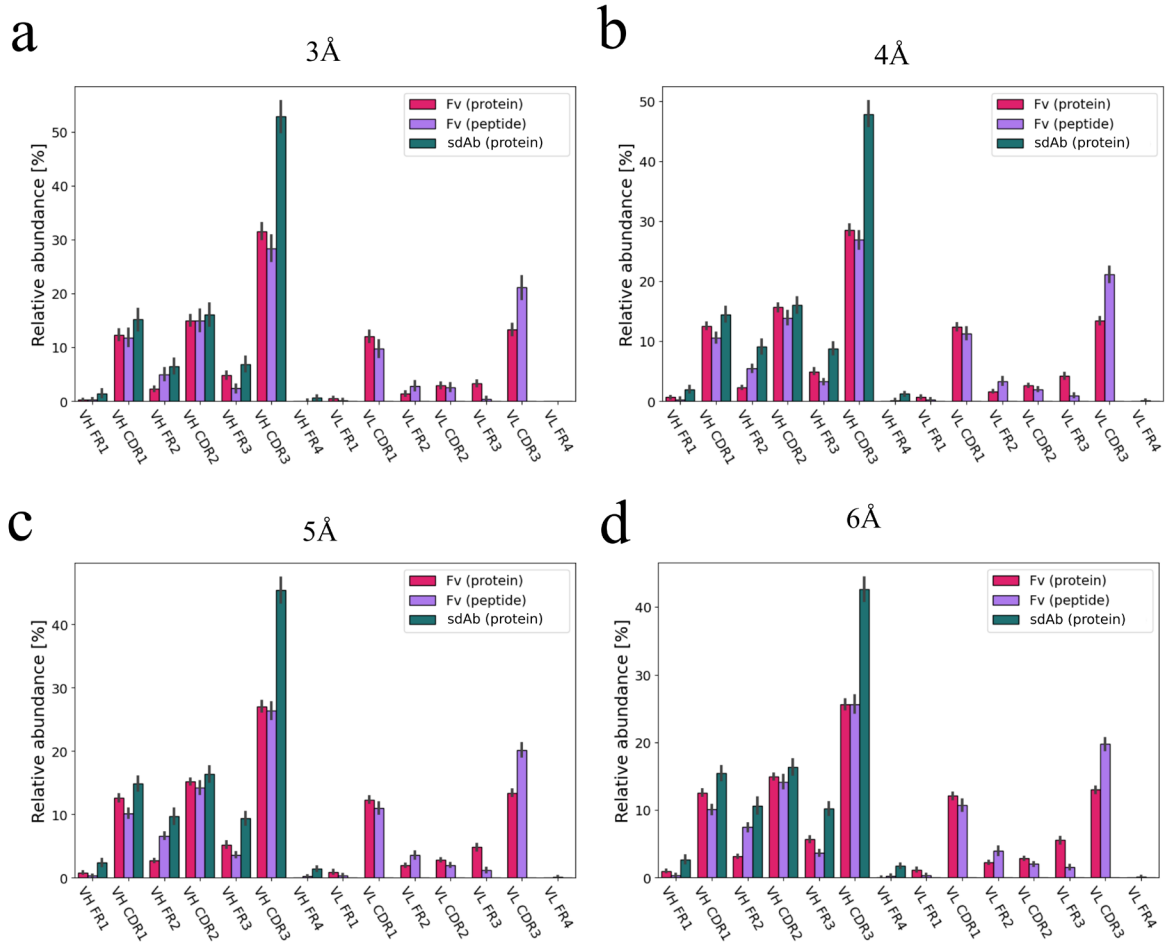 a
3Å
Relative abundance [%]
50
40
30
20
10
0
Fv (protein)
Fv (peptide)
sdAb (protein)
VH FR1
VH CDR1
VH FR2
VH CDR2
VH FR3
VH CDR3
VH FR4
VL FR1
VL CDR1
VL FR2
VL CDR2
VL FR3
VL CDR3
VL FR4
b
4Å
Relative abundance [%]
50
40
30
20
10
0
Fv (protein)
Fv (peptide)
sdAb (protein)
VH FR1
VH CDR1
VH FR2
VH CDR2
VH FR3
VH CDR3
VH FR4
VL FR1
VL CDR1
VL FR2
VL CDR2
VL FR3
VL CDR3
VL FR4
c
5Å
Relative abundance [%]
40
30
20
10
0
Fv (protein)
Fv (peptide)
sdAb (protein)
VH FR1
VH CDR1
VH FR2
VH CDR2
VH FR3
VH CDR3
VH FR4
VL FR1
VL CDR1
VL FR2
VL CDR2
VL FR3
VL CDR3
VL FR4
d
6Å
Relative abundance [%]
40
30
20
10
0
Fv (protein)
Fv (peptide)
sdAb (protein)
VH FR1
VH CDR1
VH FR2
VH CDR2
VH FR3
VH CDR3
VH FR4
VL FR1
VL CDR1
VL FR2
VL CDR2
VL FR3
VL CDR3
VL FR4